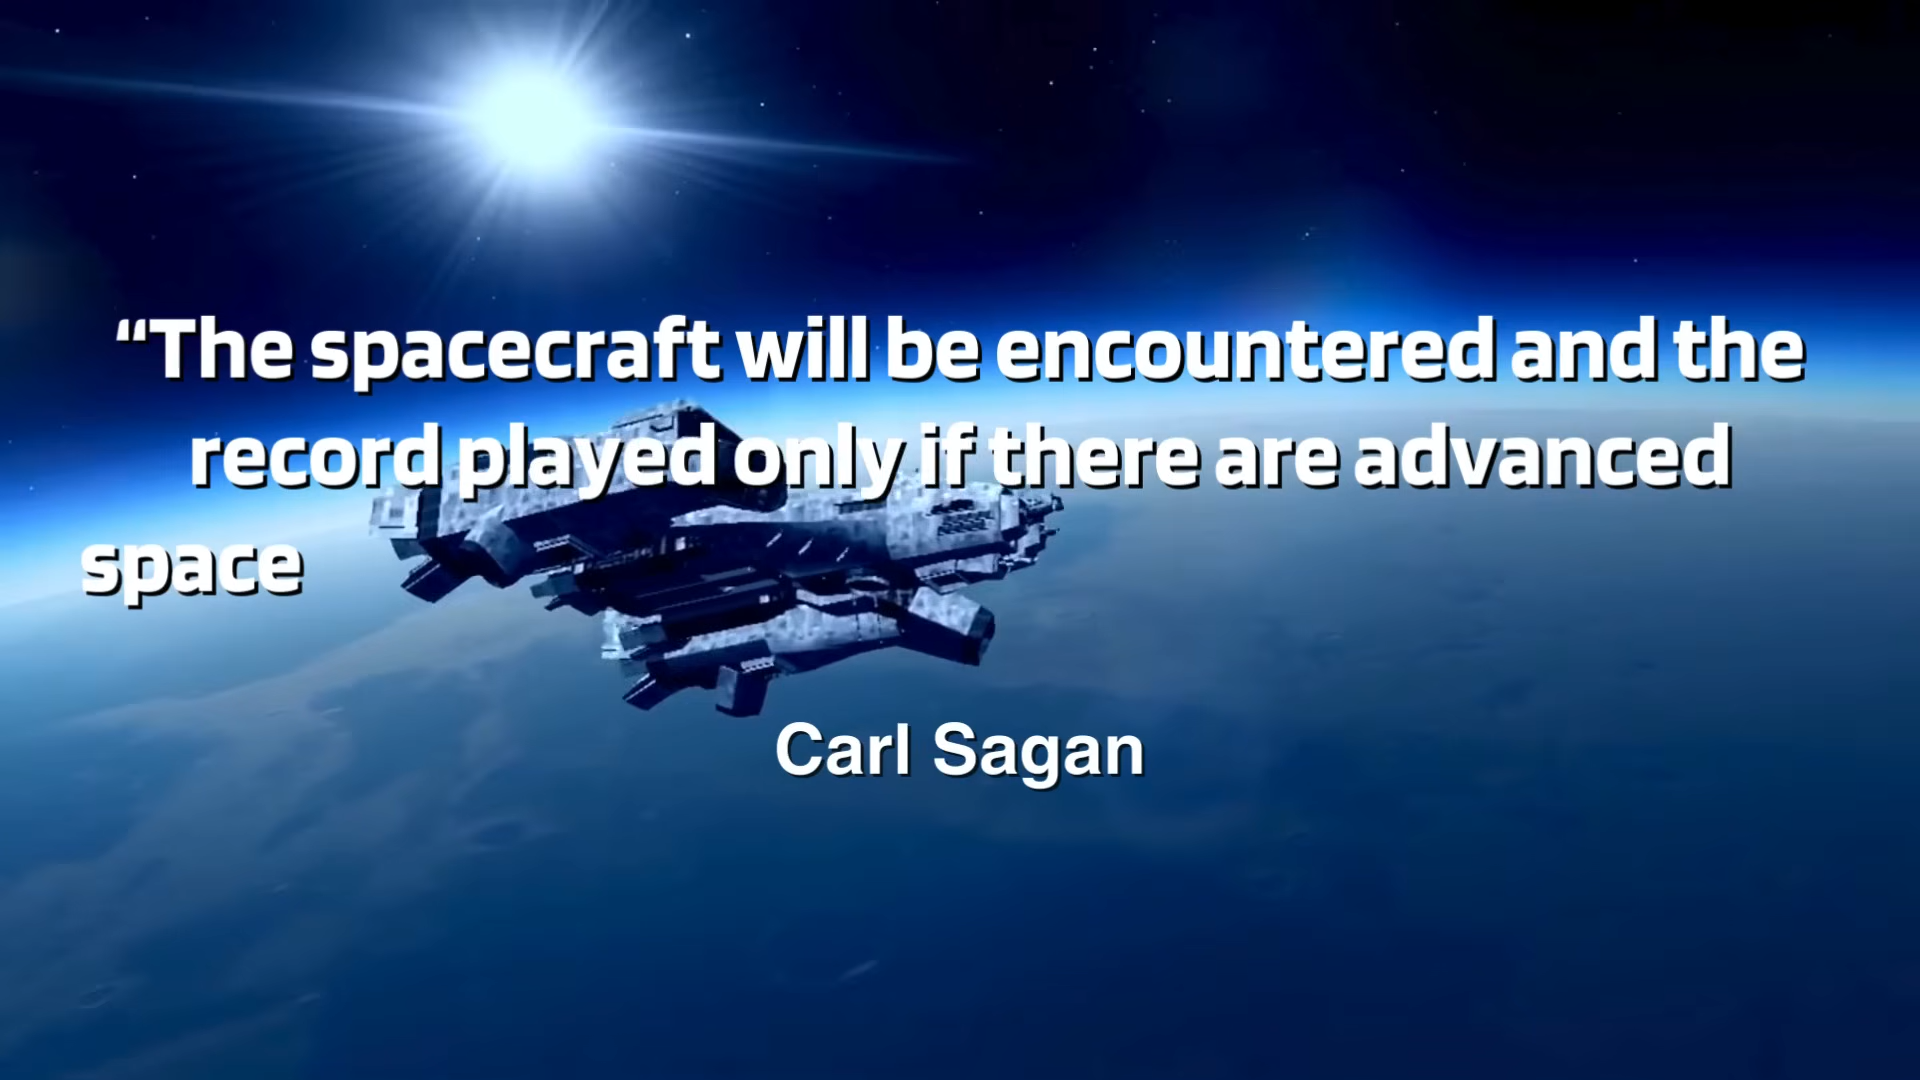 “The spacecraft will be encountered and the
record played only if there are advanced
space
Carl Sagan